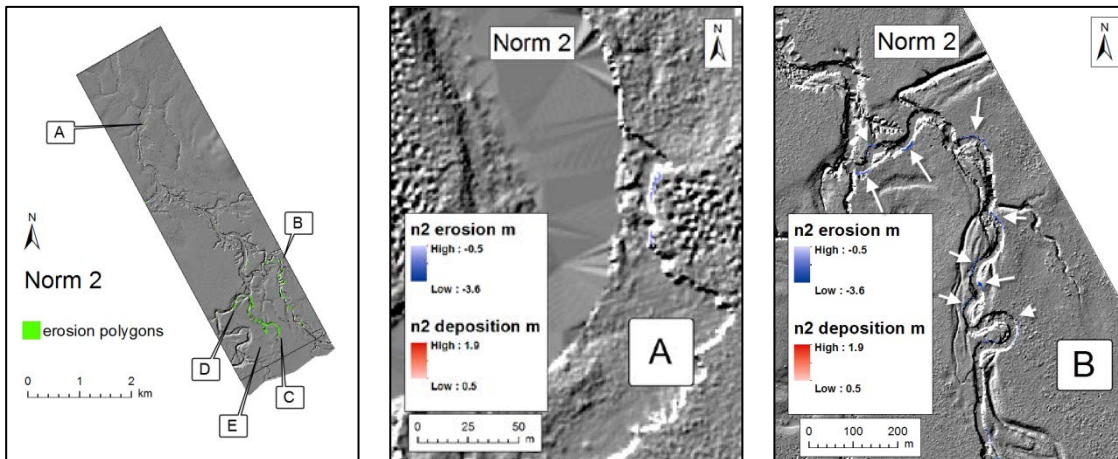 A
B
N
Norm 2
erosion polygons
D
C
E
0 1 2
km
Norm 2
N
n2 erosion m
High : -0.5
Low : -3.6
n2 deposition m
High : 1.9
Low : 0.5
A
0 25 50
m
Norm 2
N
n2 erosion m
High : -0.5
Low : -3.6
n2 deposition m
High : 1.9
Low : 0.5
B
0 100 200
m